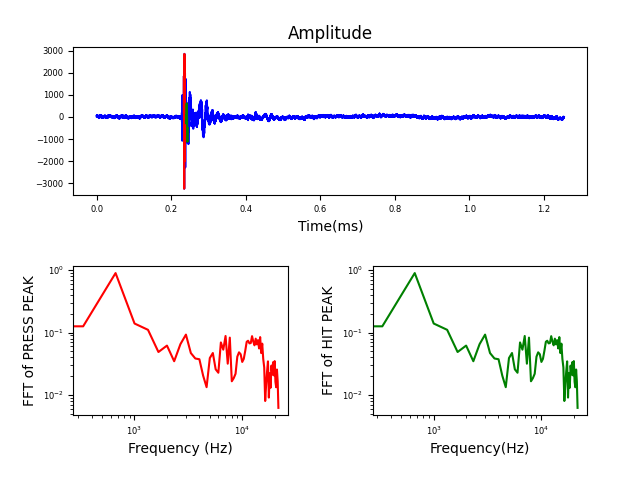 Amplitude
3000
2000
1000
0
−1000
−2000
−3000
0.0 0.2 0.4 0.6 0.8 1.0 1.2
Time(ms)
FFT of PRESS PEAK
10⁰
10⁻¹
10⁻²
10³ 10⁴
Frequency (Hz)
FFT of HIT PEAK
10⁰
10⁻¹
10⁻²
10³ 10⁴
Frequency(Hz)